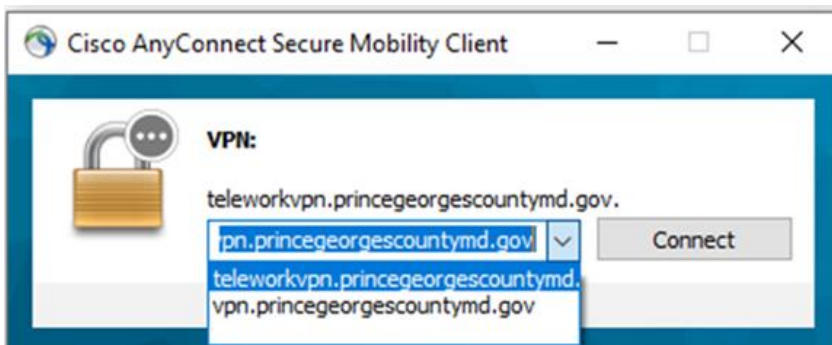 Cisco AnyConnect Secure Mobility Client
VPN:
teleworkvpn.princegeorgescountymd.gov.
vpn.princegeorgescountymd.gov
Connect
teleworkvpn.princegeorgescountymd.
vpn.princegeorgescountymd.gov